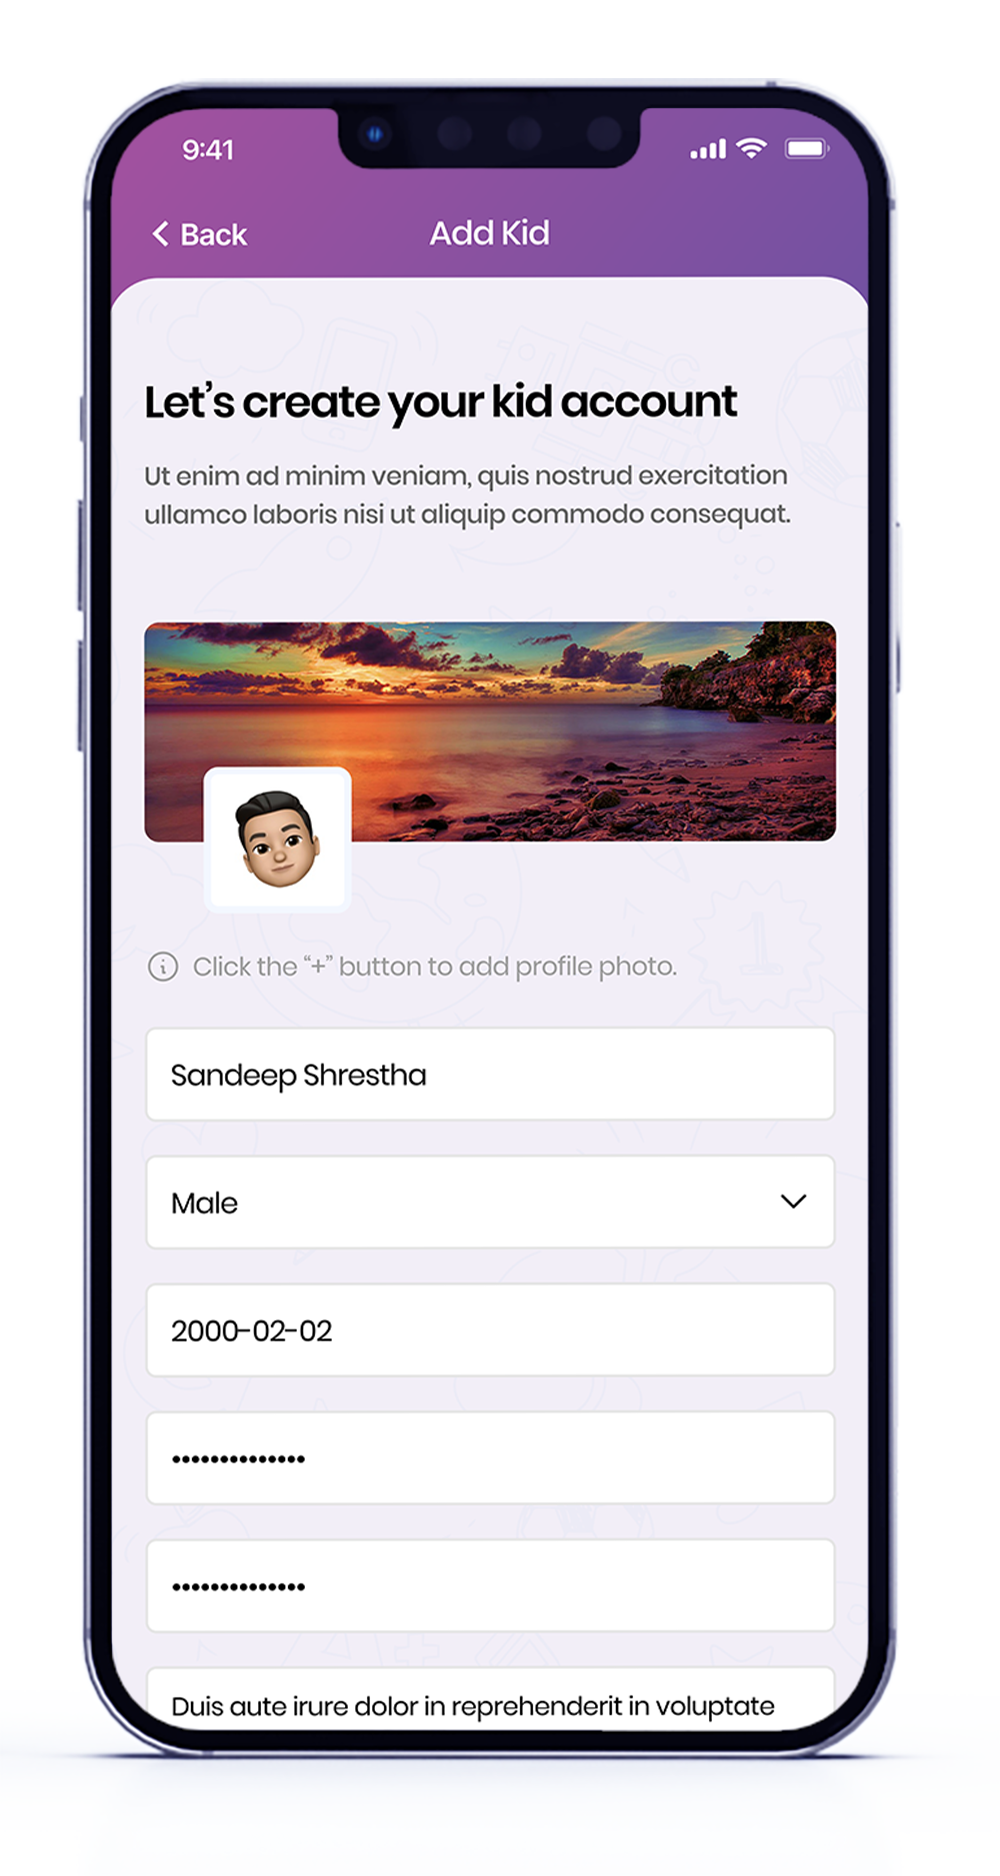 9:41
Back
Add Kid
Let's create your kid account
Ut enim ad minim veniam, quis nostrud exercitation
ullamco laboris nisi ut aliquip commodo consequat.
Click the “+” button to add profile photo.
Sandeep Shrestha
Male
2000-02-02
••••••••••••••
••••••••••••••
Duis aute irure dolor in reprehenderit in voluptate